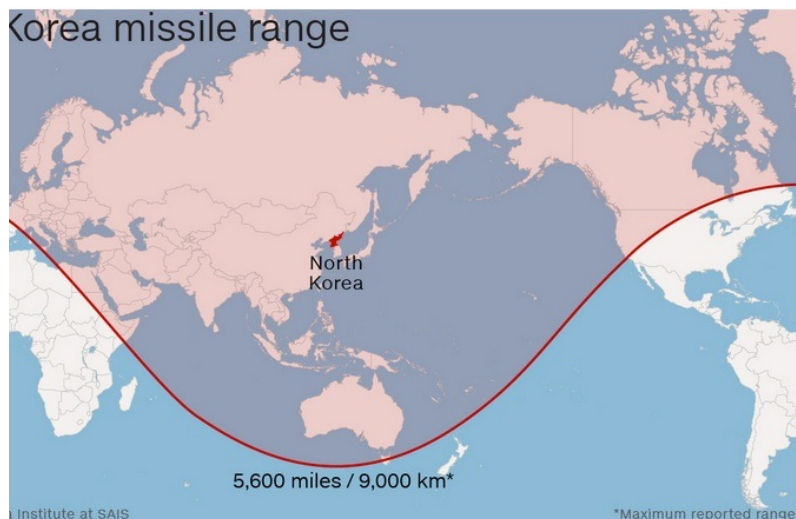 Korea missile range
North
Korea
5,600 miles / 9,000 km*
Institute at SAIS
*Maximum reported range